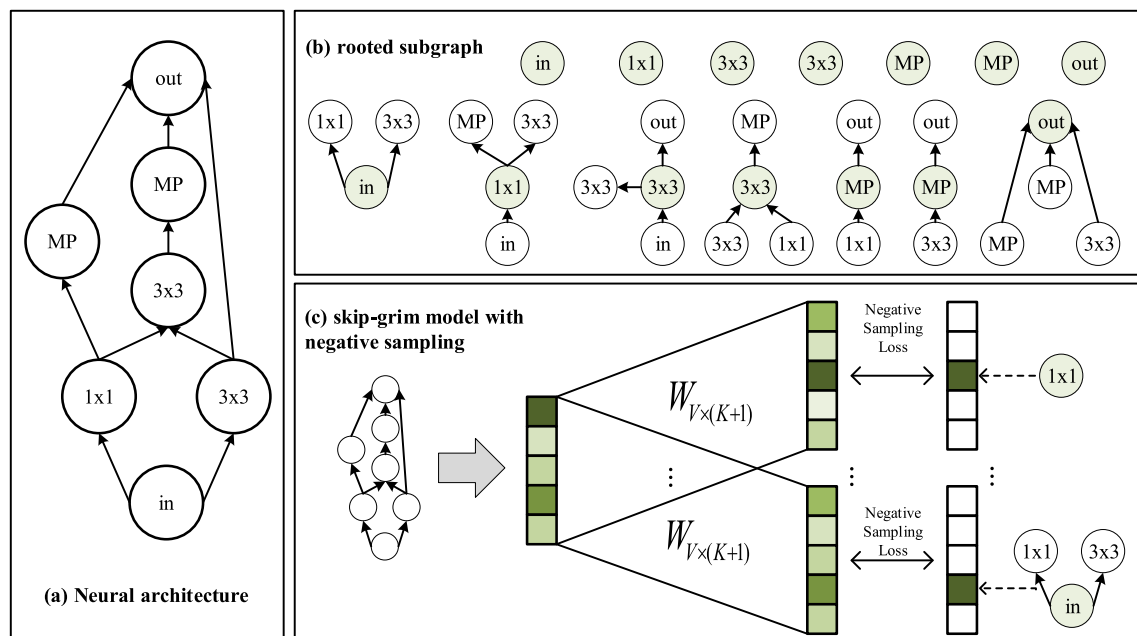 out
MP
MP
3x3
1x1
3x3
in
(a) Neural architecture
(b) rooted subgraph
in
1x1
3x3
3x3
MP
MP
out
1x1
3x3
in
MP
3x3
1x1
in
out
3x3
3x3
in
MP
3x3
3x3
1x1
out
MP
1x1
out
MP
3x3
out
MP
MP
3x3
(c) skip-grim model with
negative sampling
W V×(K+1)
⋮
W V×(K+1)
Negative
Sampling
Loss
1x1
⋮
⋮
Negative
Sampling
Loss
1x1
3x3
in